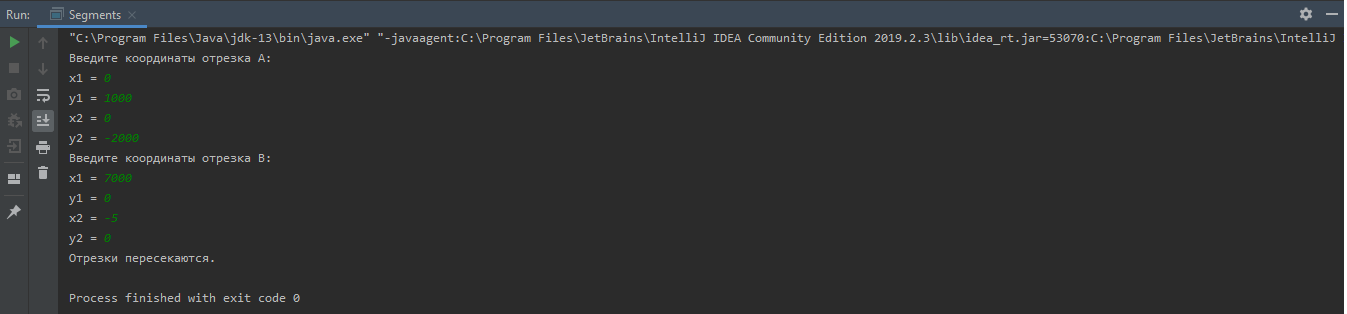 Run: Segments
"C:\Program Files\Java\jdk-13\bin\java.exe" "-javaagent:C:\Program Files\JetBrains\IntelliJ IDEA Community Edition 2019.2.3\lib\idea_rt.jar=53070:C:\Program Files\JetBrains\IntelliJ
Введите координаты отрезка A:
x1 = 0
y1 = 1000
x2 = 0
y2 = -2000
Введите координаты отрезка B:
x1 = 7000
y1 = 0
x2 = -5
y2 = 0
Отрезки пересекаются.
Process finished with exit code 0